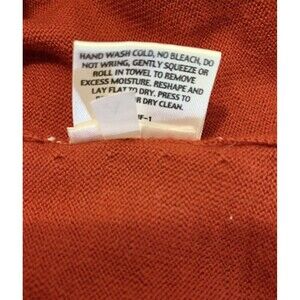 HAND WASH COLD, NO BLEACH, DO
NOT WRING, GENTLY SQUEEZE OR
ROLL IN TOWEL TO REMOVE
EXCESS MOISTURE. RESHAPE AND
LAY FLAT TO DRY. PRESS TO
DRY CLEAN.